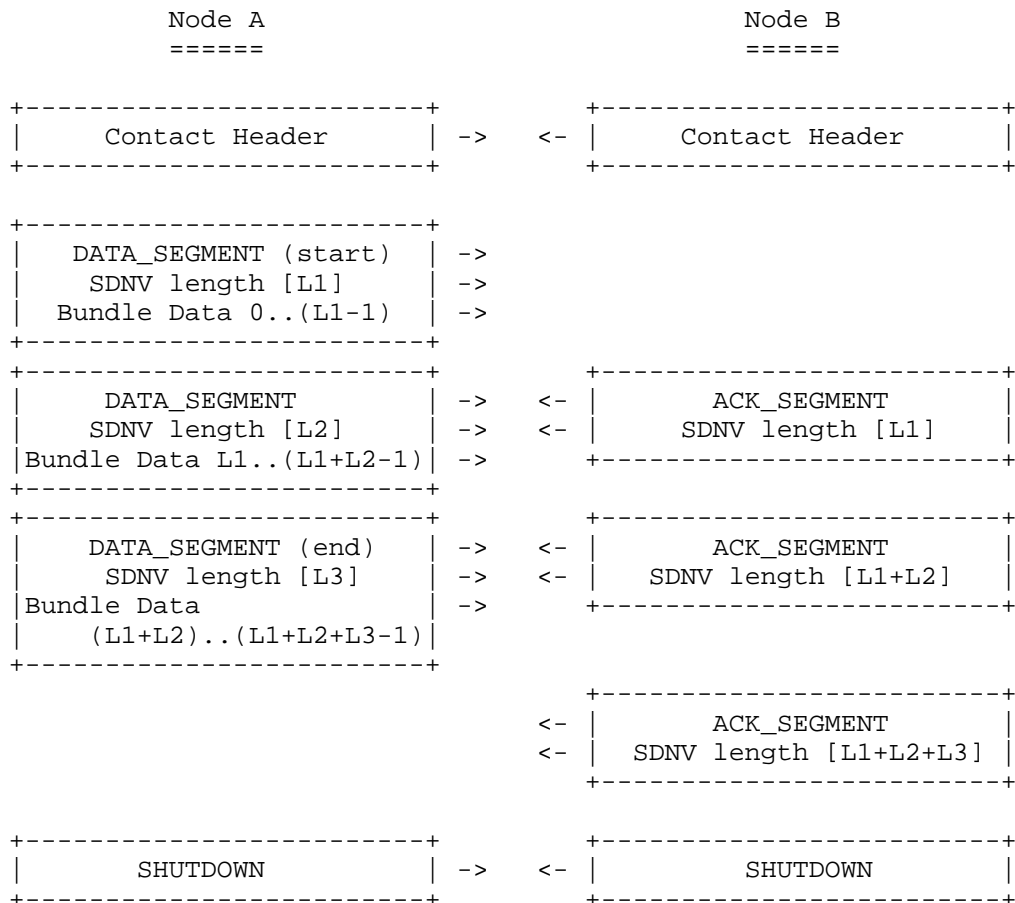 Node A                              Node B
          ======                              ======

+-------------------------+         +-------------------------+
|     Contact Header      | ->   <- |     Contact Header      |
+-------------------------+         +-------------------------+

+-------------------------+
|   DATA_SEGMENT (start)  | ->
|    SDNV length [L1]     | ->
|  Bundle Data 0..(L1-1)  | ->
+-------------------------+
+-------------------------+         +-------------------------+
|     DATA_SEGMENT        | ->   <- |       ACK_SEGMENT       |
|    SDNV length [L2]     | ->   <- |     SDNV length [L1]    |
|Bundle Data L1..(L1+L2-1)| ->      +-------------------------+
+-------------------------+
+-------------------------+         +-------------------------+
|    DATA_SEGMENT (end)   | ->   <- |       ACK_SEGMENT       |
|     SDNV length [L3]    | ->   <- |   SDNV length [L1+L2]   |
|Bundle Data              | ->      +-------------------------+
|    (L1+L2)..(L1+L2+L3-1)|
+-------------------------+
                                    +-------------------------+
                                 <- |       ACK_SEGMENT       |
                                 <- |  SDNV length [L1+L2+L3] |
                                    +-------------------------+

+-------------------------+         +-------------------------+
|       SHUTDOWN          | ->   <- |         SHUTDOWN        |
+-------------------------+         +-------------------------+